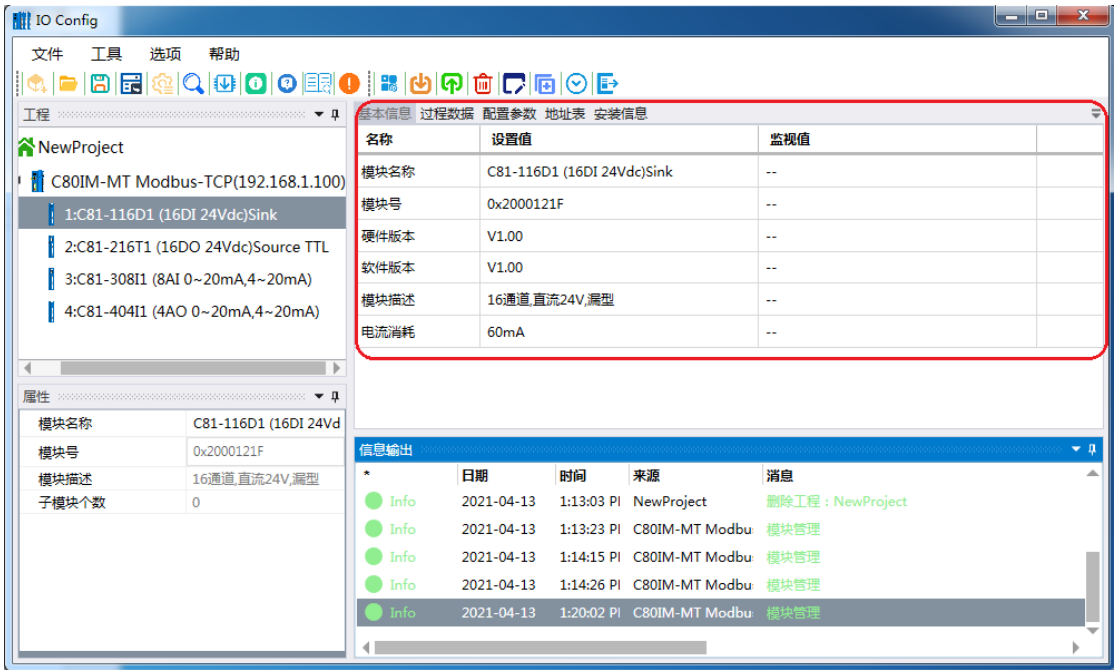 IO Config
文件 工具 选项 帮助
工程
NewProject
C80IM-MT Modbus-TCP(192.168.1.100)
1:C81-116D1 (16DI 24Vdc)Sink
2:C81-216T1 (16DO 24Vdc)Source TTL
3:C81-308I1 (8AI 0~20mA,4~20mA)
4:C81-404I1 (4AO 0~20mA,4~20mA)
属性
模块名称 C81-116D1 (16DI 24Vd
模块号 0x2000121F
模块描述 16通道,直流24V,漏型
子模块个数 0
基本信息 过程数据 配置参数 地址表 安装信息
名称 设置值 监视值
模块名称 C81-116D1 (16DI 24Vdc)Sink --
模块号 0x2000121F --
硬件版本 V1.00 --
软件版本 V1.00 --
模块描述 16通道,直流24V,漏型 --
电流消耗 60mA --
信息输出
* 日期 时间 来源 消息
Info 2021-04-13 1:13:03 PI NewProject 删除工程：NewProject
Info 2021-04-13 1:13:23 PI C80IM-MT Modbu 模块管理
Info 2021-04-13 1:14:15 PI C80IM-MT Modbu 模块管理
Info 2021-04-13 1:14:26 PI C80IM-MT Modbu 模块管理
Info 2021-04-13 1:20:02 PI C80IM-MT Modbu 模块管理